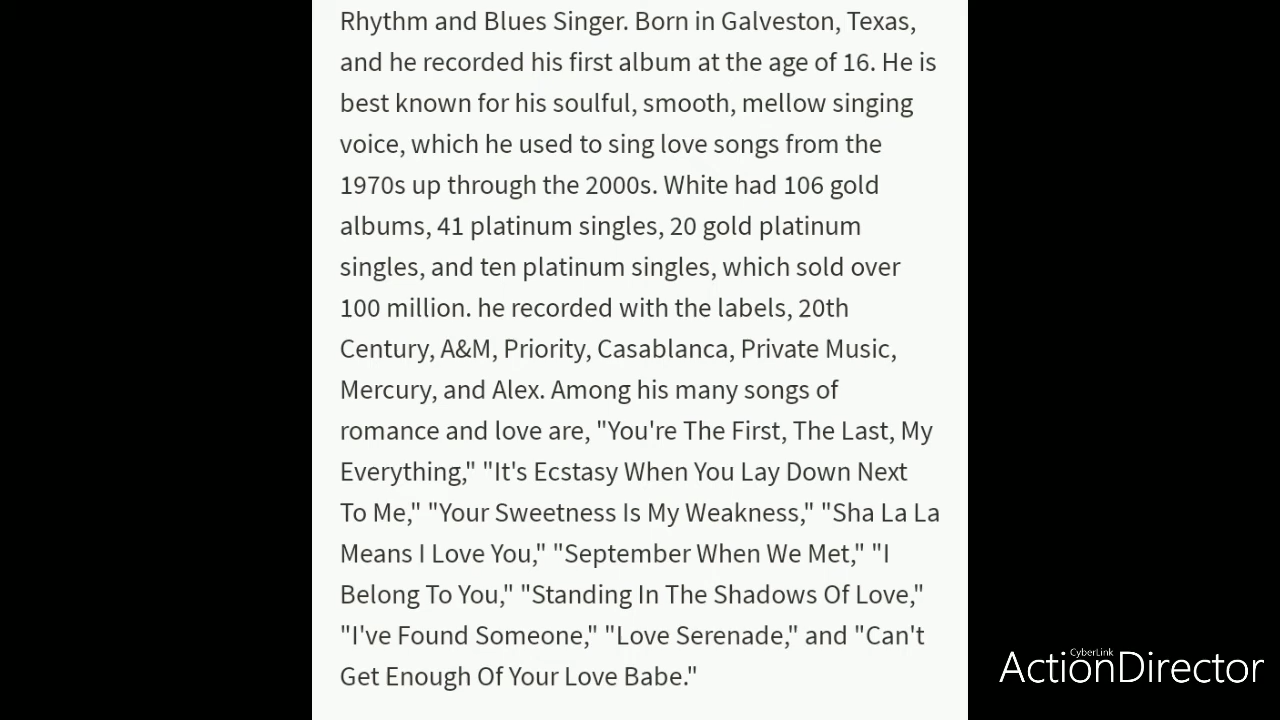 Rhythm and Blues Singer. Born in Galveston, Texas,
and he recorded his first album at the age of 16. He is
best known for his soulful, smooth, mellow singing
voice, which he used to sing love songs from the
1970s up through the 2000s. White had 106 gold
albums, 41 platinum singles, 20 gold platinum
singles, and ten platinum singles, which sold over
100 million. he recorded with the labels, 20th
Century, A&M, Priority, Casablanca, Private Music,
Mercury, and Alex. Among his many songs of
romance and love are, "You're The First, The Last, My
Everything," "It's Ecstasy When You Lay Down Next
To Me," "Your Sweetness Is My Weakness," "Sha La La
Means I Love You," "September When We Met," "I
Belong To You," "Standing In The Shadows Of Love,"
"I've Found Someone," "Love Serenade," and "Can't
Get Enough Of Your Love Babe."
CyberLink
ActionDirector